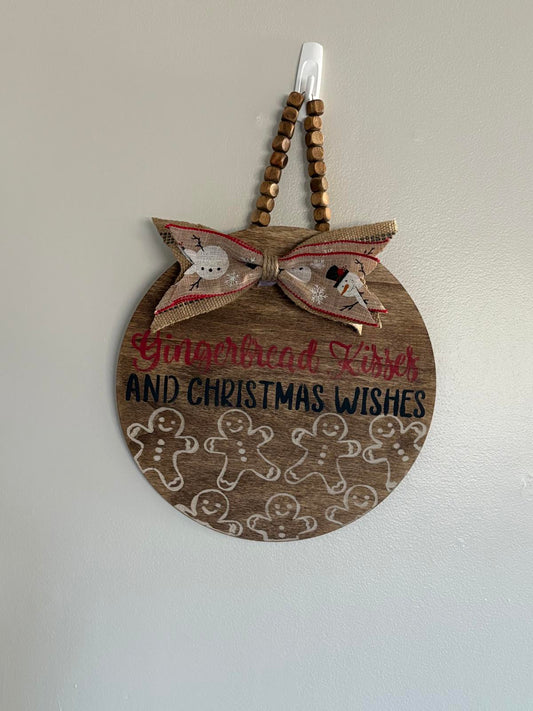 Gingerbread Kisses
AND CHRISTMAS WISHES